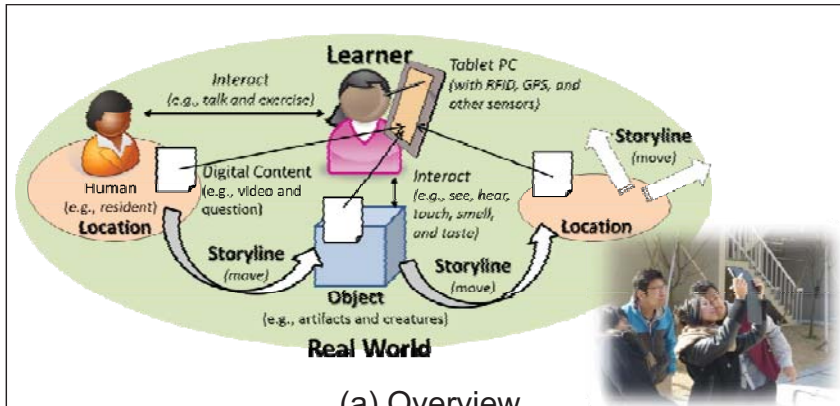 Learner
Tablet PC
(with RFID, GPS, and
other sensors)
Interact
(e.g., talk and exercise)
Storyline
(move)
Digital Content
(e.g., video and
question)
Human
(e.g., resident)
Location
Interact
(e.g., see, hear,
touch, smell,
and taste)
Location
Storyline
(move)
Storyline
(move)
Object
(e.g., artifacts and creatures)
Real World
(a) Overview